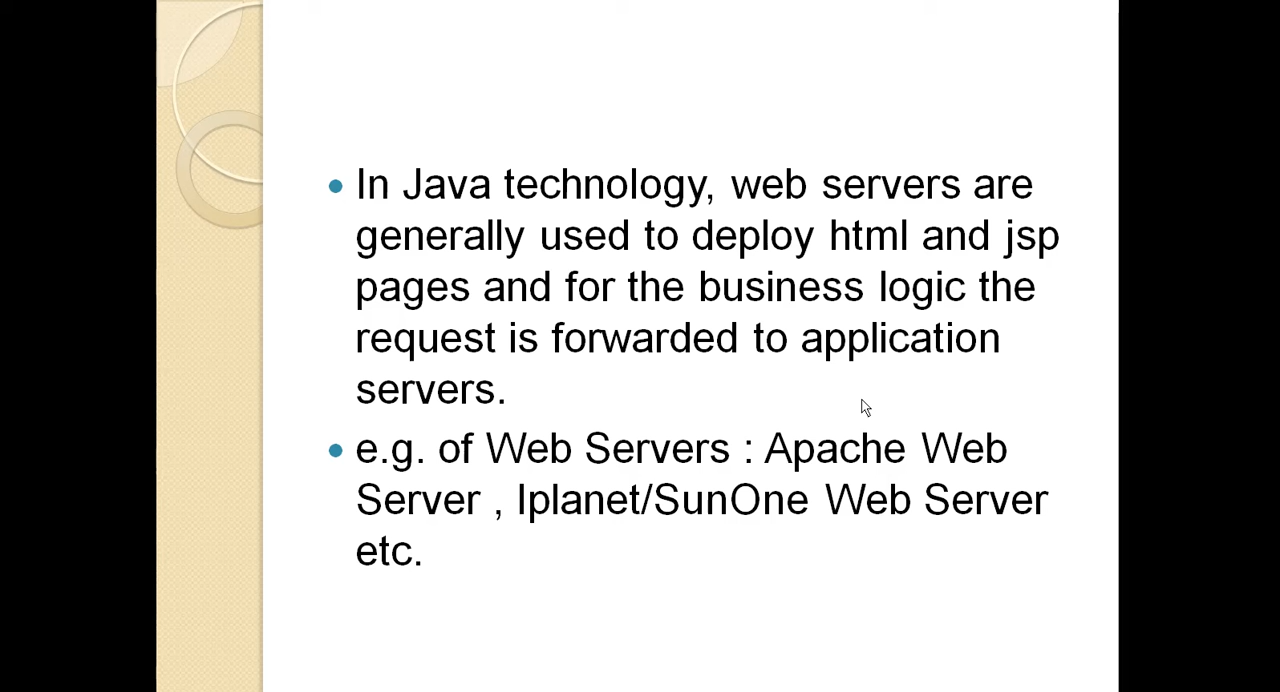 In Java technology, web servers are
generally used to deploy html and jsp
pages and for the business logic the
request is forwarded to application
servers.
e.g. of Web Servers : Apache Web
Server , Iplanet/SunOne Web Server
etc.